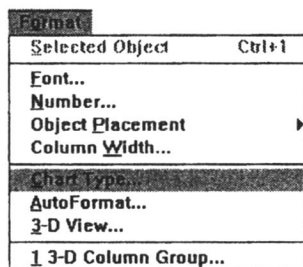 Format
Selected Object Ctrl+1
Font...
Number...
Object Placement
Column Width...
Chart Type...
AutoFormat...
3-D View...
1 3-D Column Group...